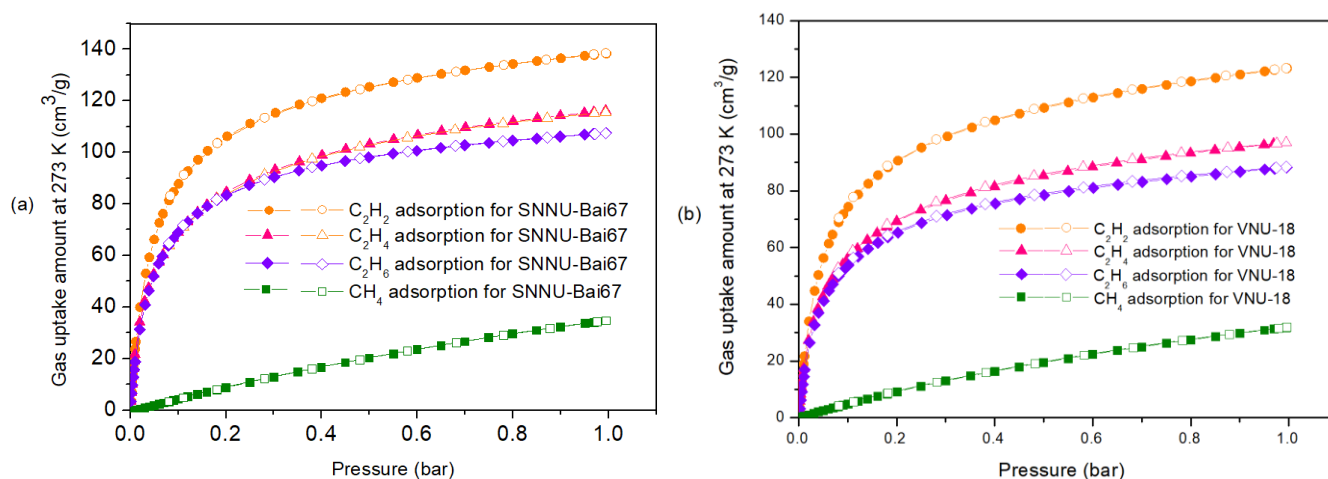 (a)
Gas uptake amount at 273 K (cm³/g)
140
120
100
80
60
40
20
0
C₂H₂ adsorption for SNNU-Bai67
C₂H₄ adsorption for SNNU-Bai67
C₂H₆ adsorption for SNNU-Bai67
CH₄ adsorption for SNNU-Bai67
0.0 0.2 0.4 0.6 0.8 1.0
Pressure (bar)
(b)
Gas uptake amount at 273 K (cm³/g)
140
120
100
80
60
40
20
0
C₂H₂ adsorption for VNU-18
C₂H₄ adsorption for VNU-18
C₂H₆ adsorption for VNU-18
CH₄ adsorption for VNU-18
0.0 0.2 0.4 0.6 0.8 1.0
Pressure (bar)